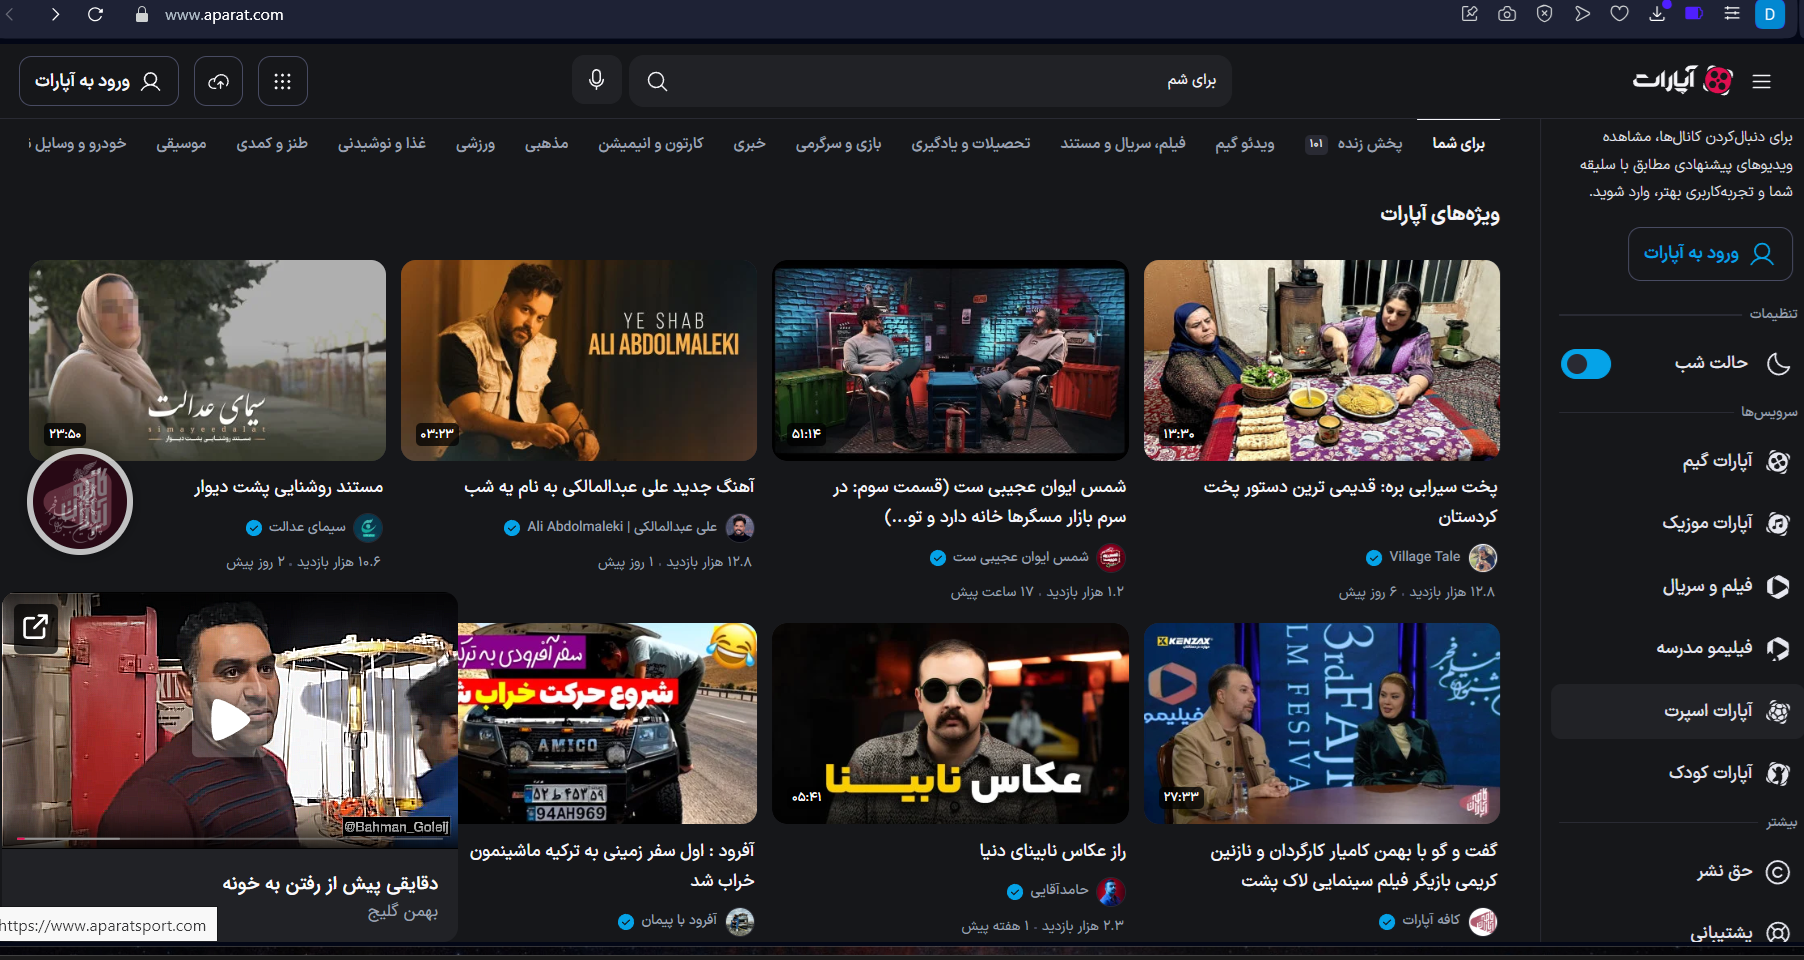 www.aparat.com
D
آپارات
برای شم
ورود به آپارات
برای شما
پخش زنده ۱۰۱
ویدئو گیم
فیلم، سریال و مستند
تحصیلات و یادگیری
بازی و سرگرمی
خبری
کارتون و انیمیشن
مذهبی
ورزشی
غذا و نوشیدنی
طنز و کمدی
موسیقی
خودرو و وسایل
برای دنبال‌کردن کانال‌ها، مشاهده
ویدیوهای پیشنهادی مطابق با سلیقه
شما و تجربه‌کاربری بهتر، وارد شوید.
ورود به آپارات
تنظیمات
حالت شب
سرویس‌ها
آپارات گیم
آپارات موزیک
فیلم و سریال
فیلیمو مدرسه
آپارات اسپرت
آپارات کودک
بیشتر
حق نشر
پشتیبانی
ویژه‌های آپارات
۱۳:۳۰
پخت سیرابی بره: قدیمی ترین دستور پخت
کردستان
Village Tale
۱۲.۸ هزار بازدید . ۶ روز پیش
۵۱:۱۴
شمس ایوان عجیبی ست (قسمت سوم: در
سرم بازار مسگرها خانه دارد و تو...)
شمس ایوان عجیبی ست
۱.۲ هزار بازدید . ۱۷ ساعت پیش
YE SHAB
ALI ABDOLMALEKI
۰۳:۲۳
آهنگ جدید علی عبدالمالکی به نام یه شب
علی عبدالمالکی | Ali Abdolmaleki
۱۲.۸ هزار بازدید . ۱ روز پیش
سیمای عدالت
simayeedalat
مستند روشنایی پشت دیوار
۲۳:۵۰
مستند روشنایی پشت دیوار
سیمای عدالت
۱۰.۶ هزار بازدید . ۲ روز پیش
KENZAX
3rd FAJR
LM FESIVA
فیلیمو
۲۷:۳۳
گفت و گو با بهمن کامیار کارگردان و نازنین
کریمی بازیگر فیلم سینمایی لاک پشت
کافه آپارات
عکاس نابینا
۰۵:۴۱
راز عکاس نابینای دنیا
حامدآقایی
۲.۳ هزار بازدید . ۱ هفته پیش
سفر آفرودی به ترک
شروع حرکت خراب ش
AMICO
۵۲ ط ۴۵۳ ۵۹
94AH969
آفرود : اول سفر زمینی به ترکیه ماشینمون
خراب شد
آفرود با پیمان
@Bahman_Goleij
دقایقی پیش از رفتن به خونه
بهمن گلیج
https://www.aparatsport.com